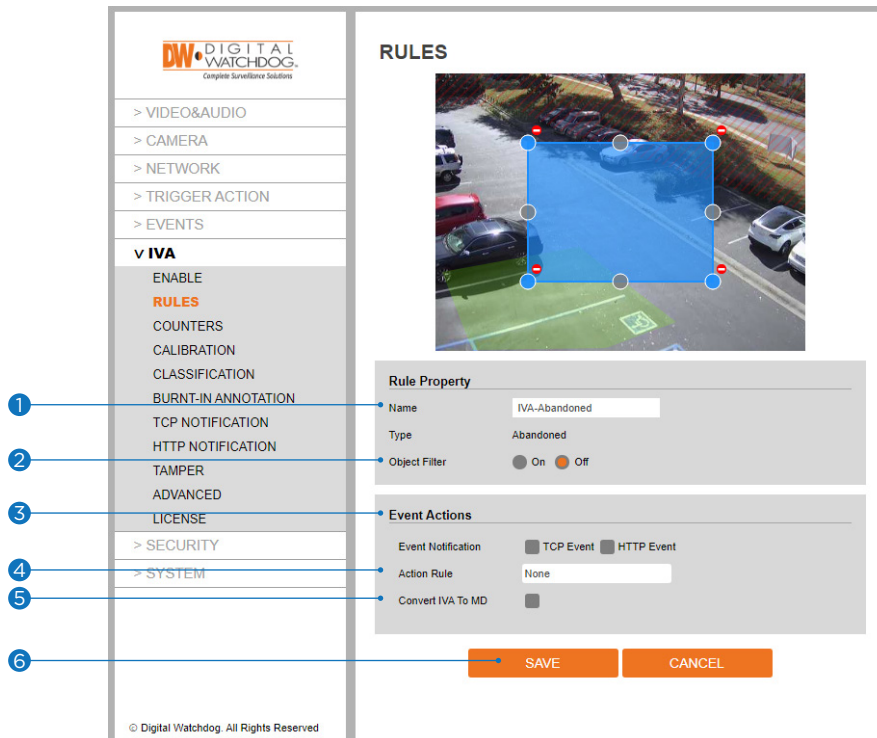 DW DIGITAL
WATCHDOG.
Complete Surveillance Solutions
> VIDEO&AUDIO
> CAMERA
> NETWORK
> TRIGGER ACTION
> EVENTS
v IVA
ENABLE
RULES
COUNTERS
CALIBRATION
CLASSIFICATION
BURNT-IN ANNOTATION
TCP NOTIFICATION
HTTP NOTIFICATION
TAMPER
ADVANCED
LICENSE
> SECURITY
> SYSTEM
© Digital Watchdog. All Rights Reserved
RULES
Rule Property
1 Name IVA-Abandoned
Type Abandoned
2 Object Filter On Off
3 Event Actions
Event Notification TCP Event HTTP Event
4 Action Rule None
5 Convert IVA To MD
6 SAVE CANCEL